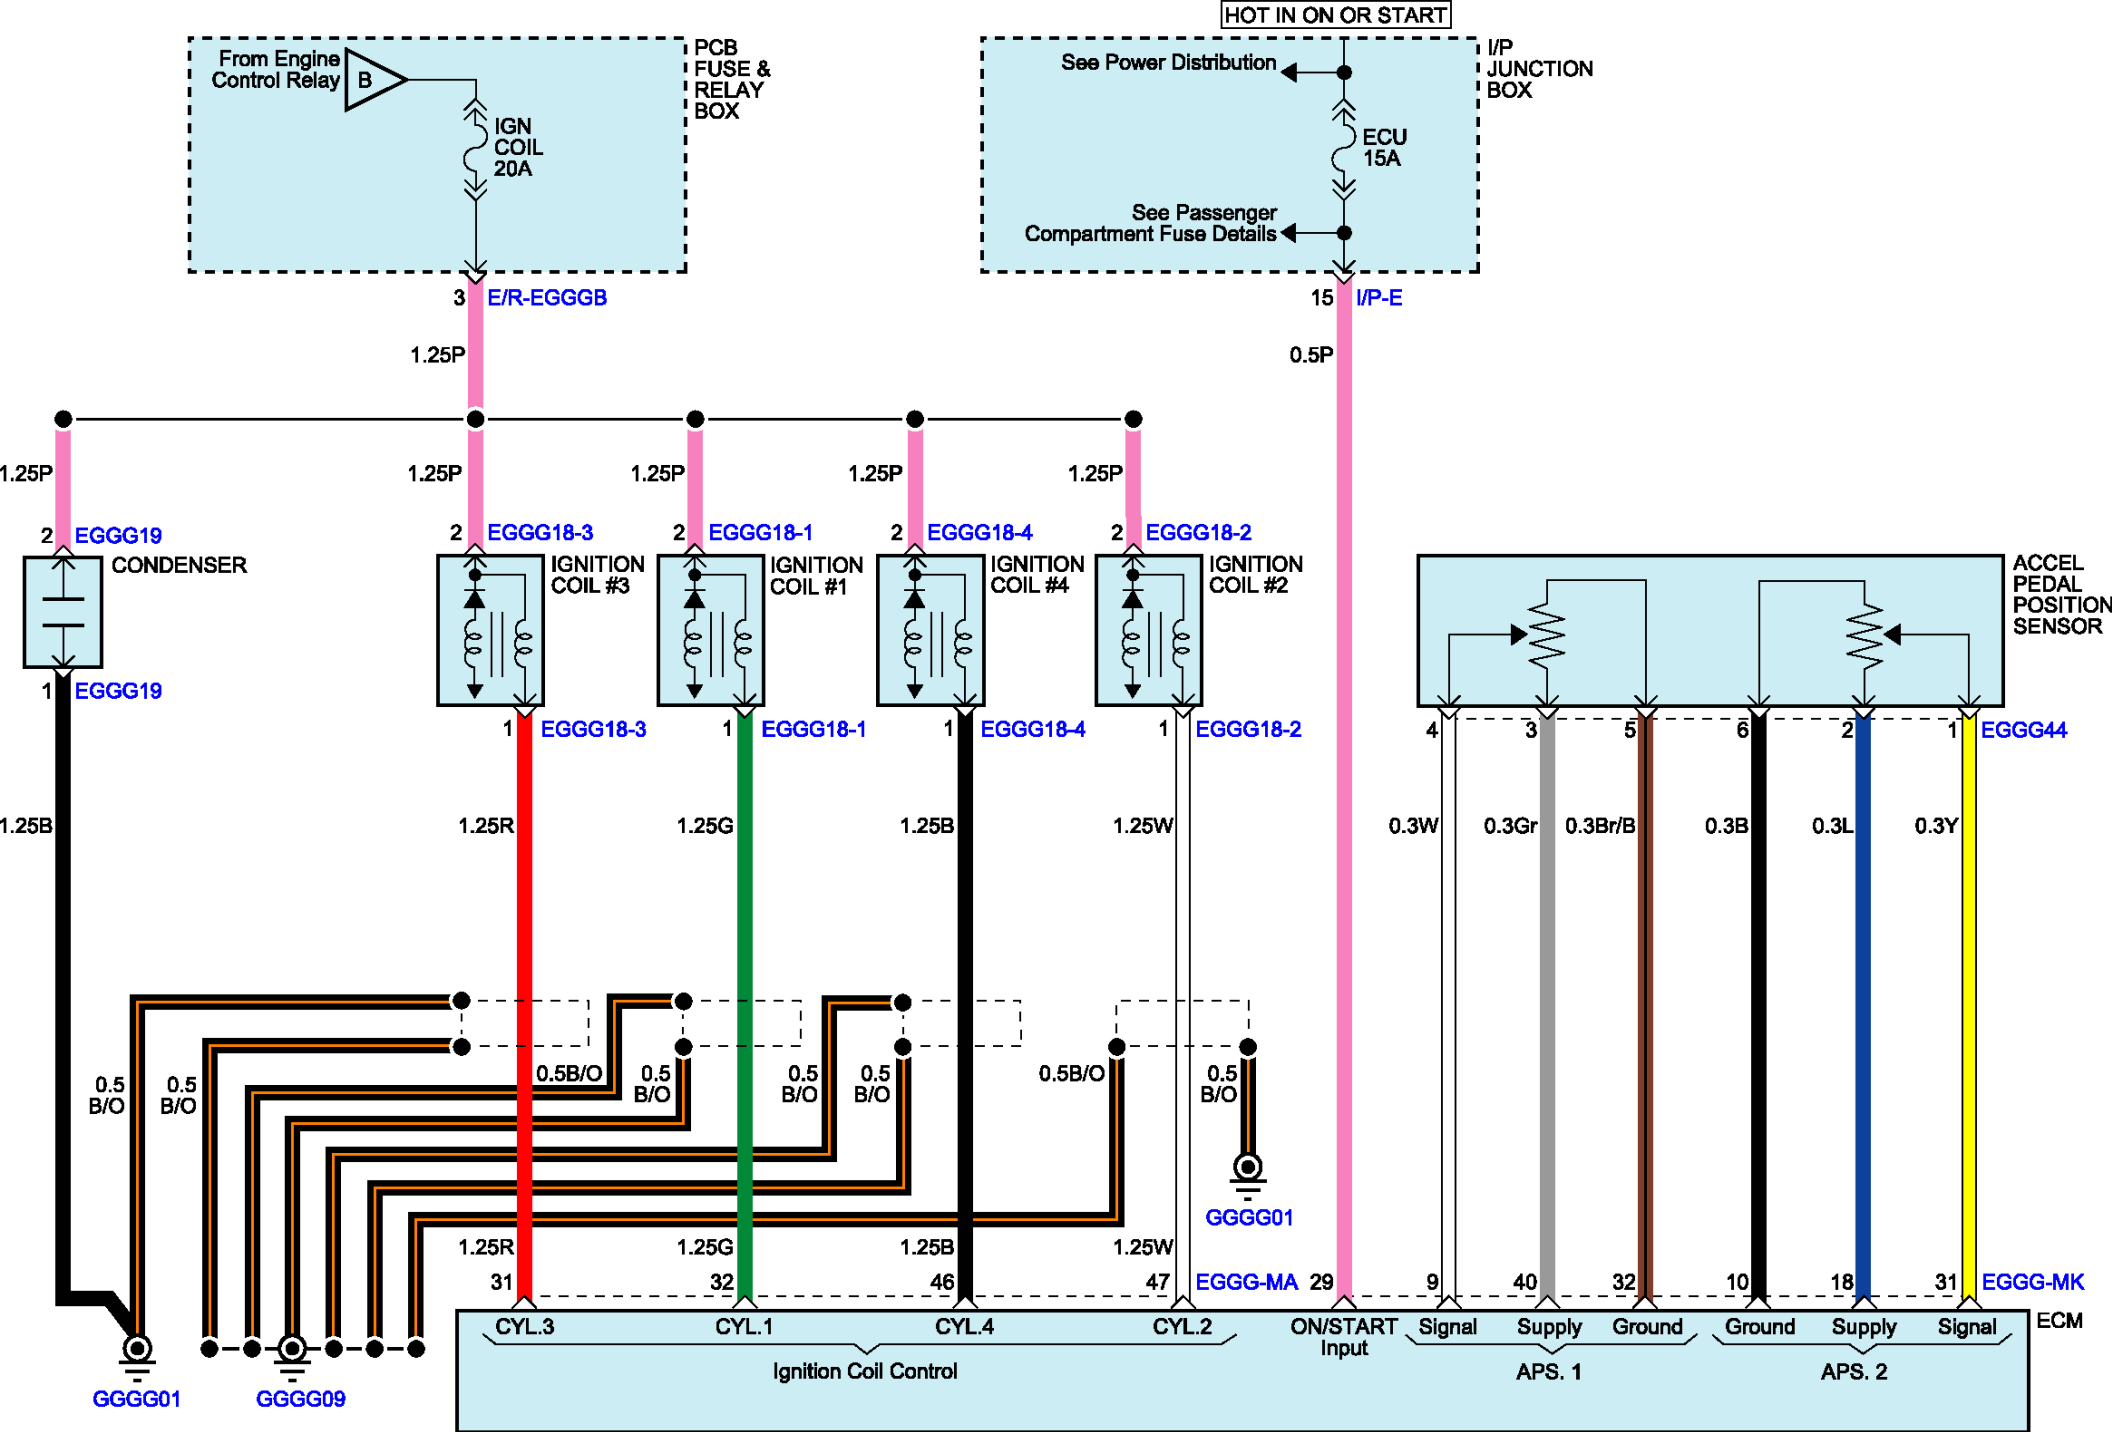 HOT IN ON OR START
From Engine
Control Relay
B
IGN
COIL
20A
PCB
FUSE &
RELAY
BOX
See Power Distribution
ECU
15A
See Passenger
Compartment Fuse Details
I/P
JUNCTION
BOX
3 E/R-EGGGB
15 I/P-E
1.25P
0.5P
1.25P
1.25P
1.25P
1.25P
1.25P
2 EGGG19
2 EGGG18-3
2 EGGG18-1
2 EGGG18-4
2 EGGG18-2
CONDENSER
IGNITION
COIL #3
IGNITION
COIL #1
IGNITION
COIL #4
IGNITION
COIL #2
ACCEL
PEDAL
POSITION
SENSOR
1 EGGG19
1 EGGG18-3
1 EGGG18-1
1 EGGG18-4
1 EGGG18-2
4 3 5 6 2 1 EGGG44
1.25B
1.25R
1.25G
1.25B
1.25W
0.3W
0.3Gr
0.3Br/B
0.3B
0.3L
0.3Y
0.5
B/O
0.5
B/O
0.5B/O
0.5
B/O
0.5
B/O
0.5
B/O
0.5B/O
0.5
B/O
GGGG01
1.25R
1.25G
1.25B
1.25W
31 32 46 47 EGGG-MA 29 9 40 32 10 18 31 EGGG-MK
ECM
CYL.3
CYL.1
CYL.4
CYL.2
ON/START
Input
Signal
Supply
Ground
Ground
Supply
Signal
Ignition Coil Control
APS. 1
APS. 2
GGGG01
GGGG09